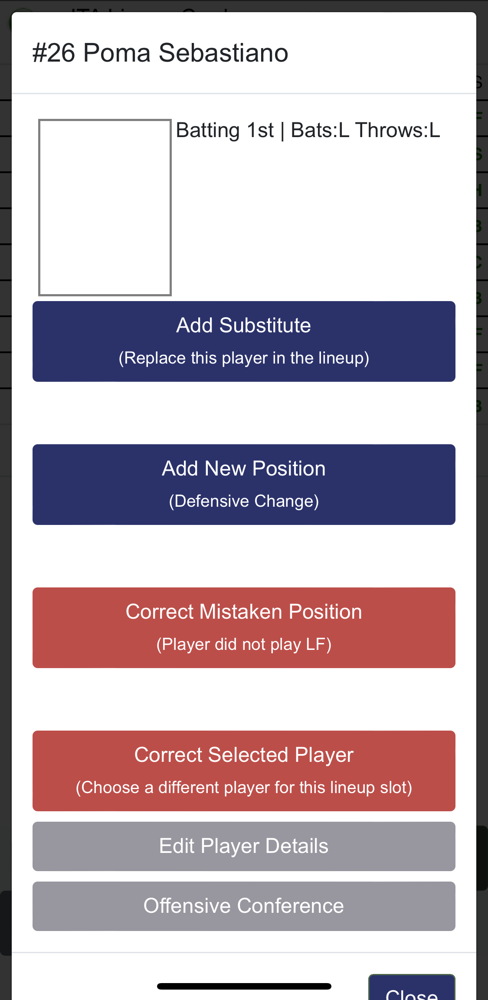 #26 Poma Sebastiano
S
Batting 1st | Bats:L Throws:L
Add Substitute
(Replace this player in the lineup)
Add New Position
(Defensive Change)
Correct Mistaken Position
(Player did not play LF)
Correct Selected Player
(Choose a different player for this lineup slot)
Edit Player Details
Offensive Conference
Close